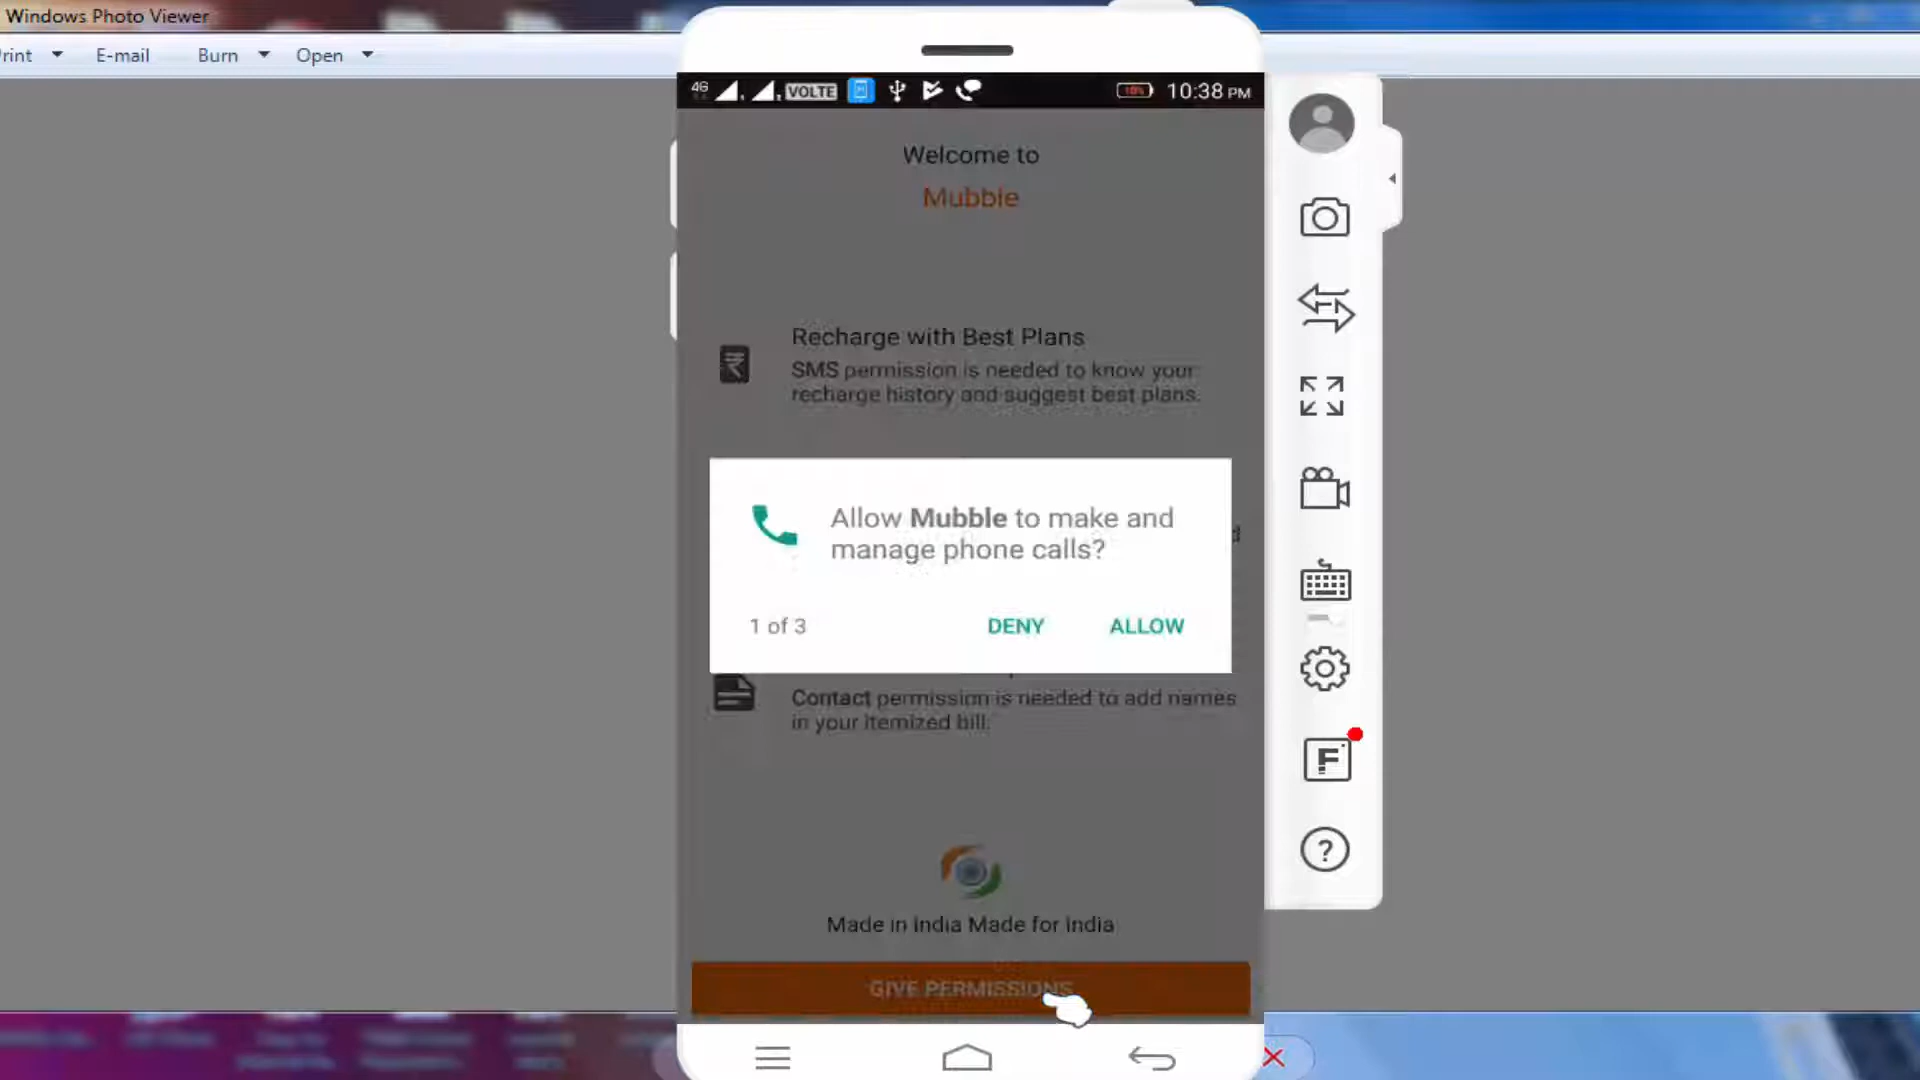 Windows Photo Viewer
rint E-mail Burn Open
4G VOLTE 10% 10:38 PM
Welcome to
Mubble
Recharge with Best Plans
SMS permission is needed to know your
recharge history and suggest best plans.
Allow Mubble to make and
manage phone calls?
1 of 3 DENY ALLOW
Contact permission is needed to add names
in your itemized bill.
F
?
Made in India Made for India
GIVE PERMISSIONS